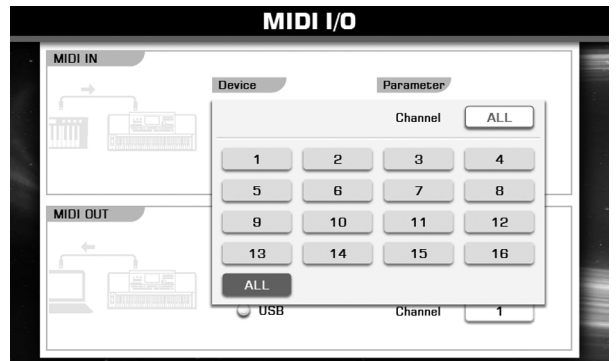 MIDI I/O
MIDI IN
Device Parameter
Channel ALL
1 2 3 4
5 6 7 8
9 10 11 12
13 14 15 16
ALL
MIDI OUT
USB Channel 1